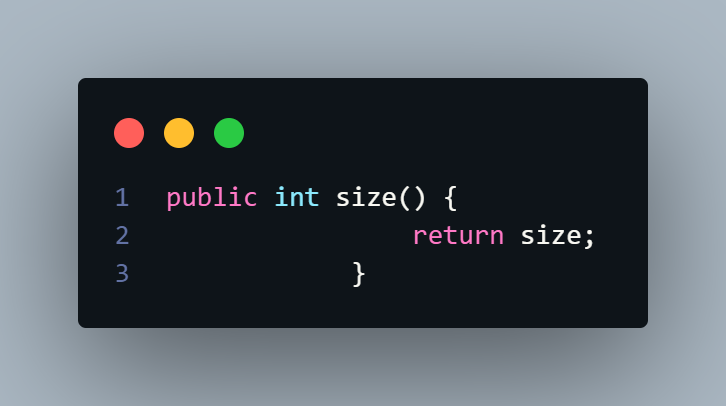 1 public int size() {
2                 return size;
3             }